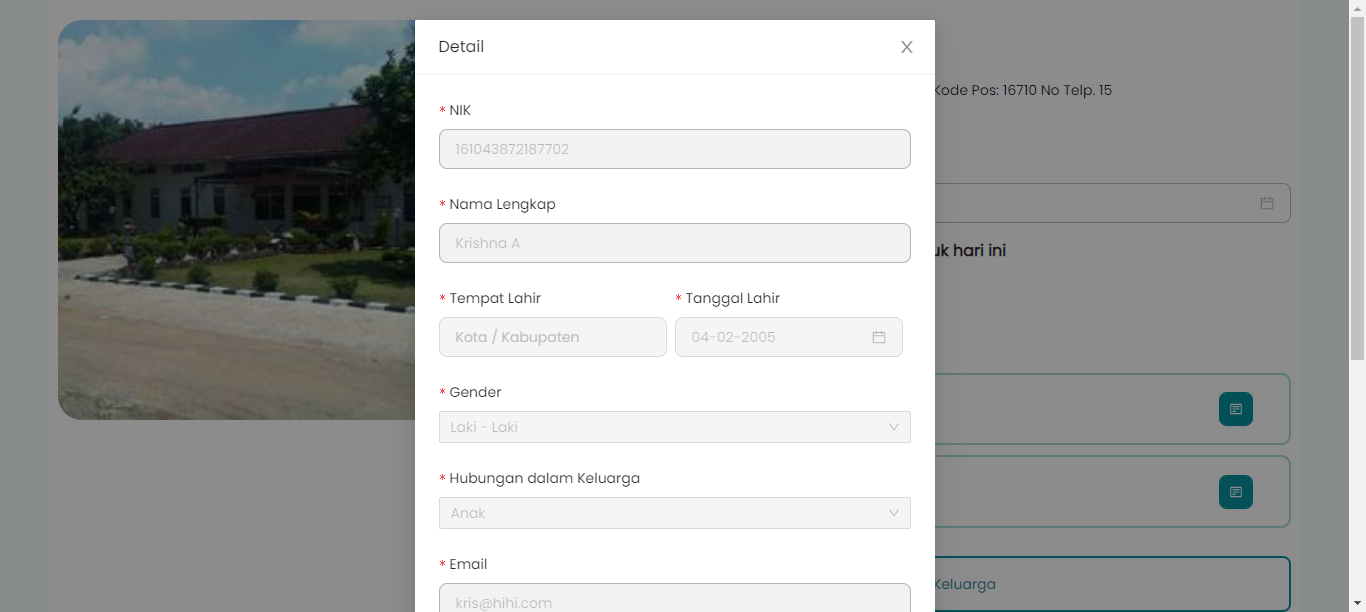 Detail
* NIK
161043872187702
* Nama Lengkap
Krishna A
* Tempat Lahir
* Tanggal Lahir
Kota / Kabupaten
04-02-2005
* Gender
Laki - Laki
* Hubungan dalam Keluarga
Anak
* Email
kris@hihi.com
Kode Pos: 16710 No Telp. 15
hari ini
Keluarga